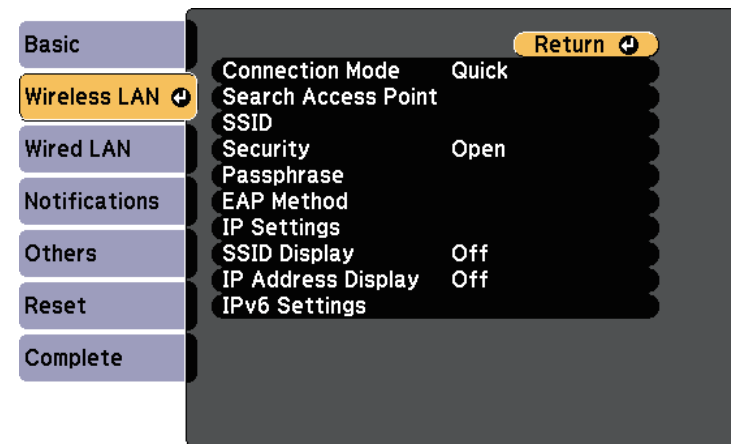 Basic
Wireless LAN
Wired LAN
Notifications
Others
Reset
Complete
Return
Connection Mode Quick
Search Access Point
SSID
Security Open
Passphrase
EAP Method
IP Settings
SSID Display Off
IP Address Display Off
IPv6 Settings